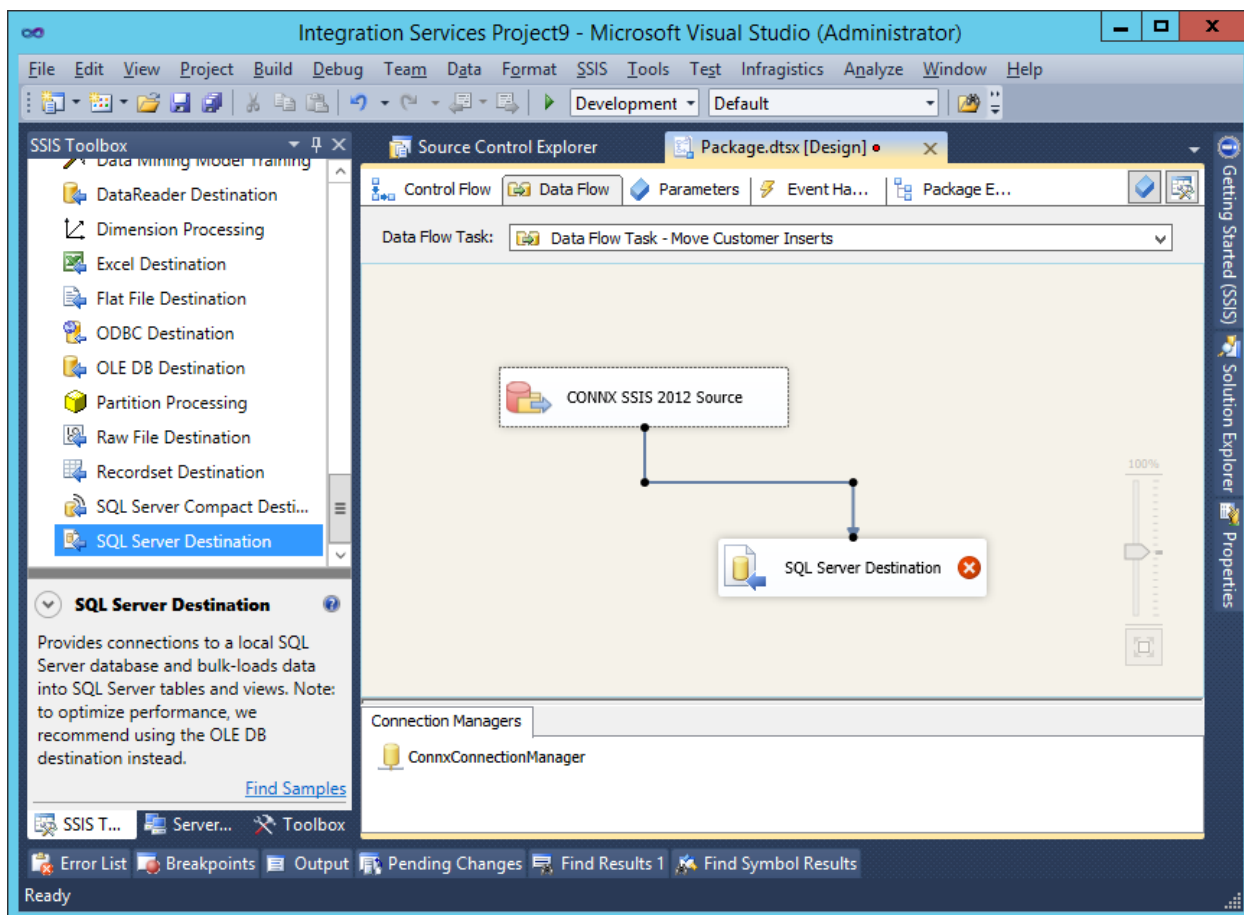 Integration Services Project9 - Microsoft Visual Studio (Administrator)
File Edit View Project Build Debug Team Data Format SSIS Tools Test Infragistics Analyze Window Help
Development Default
SSIS Toolbox
Data Mining Model Training
DataReader Destination
Dimension Processing
Excel Destination
Flat File Destination
ODBC Destination
OLE DB Destination
Partition Processing
Raw File Destination
Recordset Destination
SQL Server Compact Desti...
SQL Server Destination
SQL Server Destination
Provides connections to a local SQL
Server database and bulk-loads data
into SQL Server tables and views. Note:
to optimize performance, we
recommend using the OLE DB
destination instead.
Find Samples
SSIS T... Server... Toolbox
Source Control Explorer Package.dtsx [Design]
Control Flow Data Flow Parameters Event Ha... Package E...
Data Flow Task: Data Flow Task - Move Customer Inserts
CONNX SSIS 2012 Source
100%
SQL Server Destination
Connection Managers
ConnxConnectionManager
Getting Started (SSIS)
Solution Explorer
Properties
Error List Breakpoints Output Pending Changes Find Results 1 Find Symbol Results
Ready